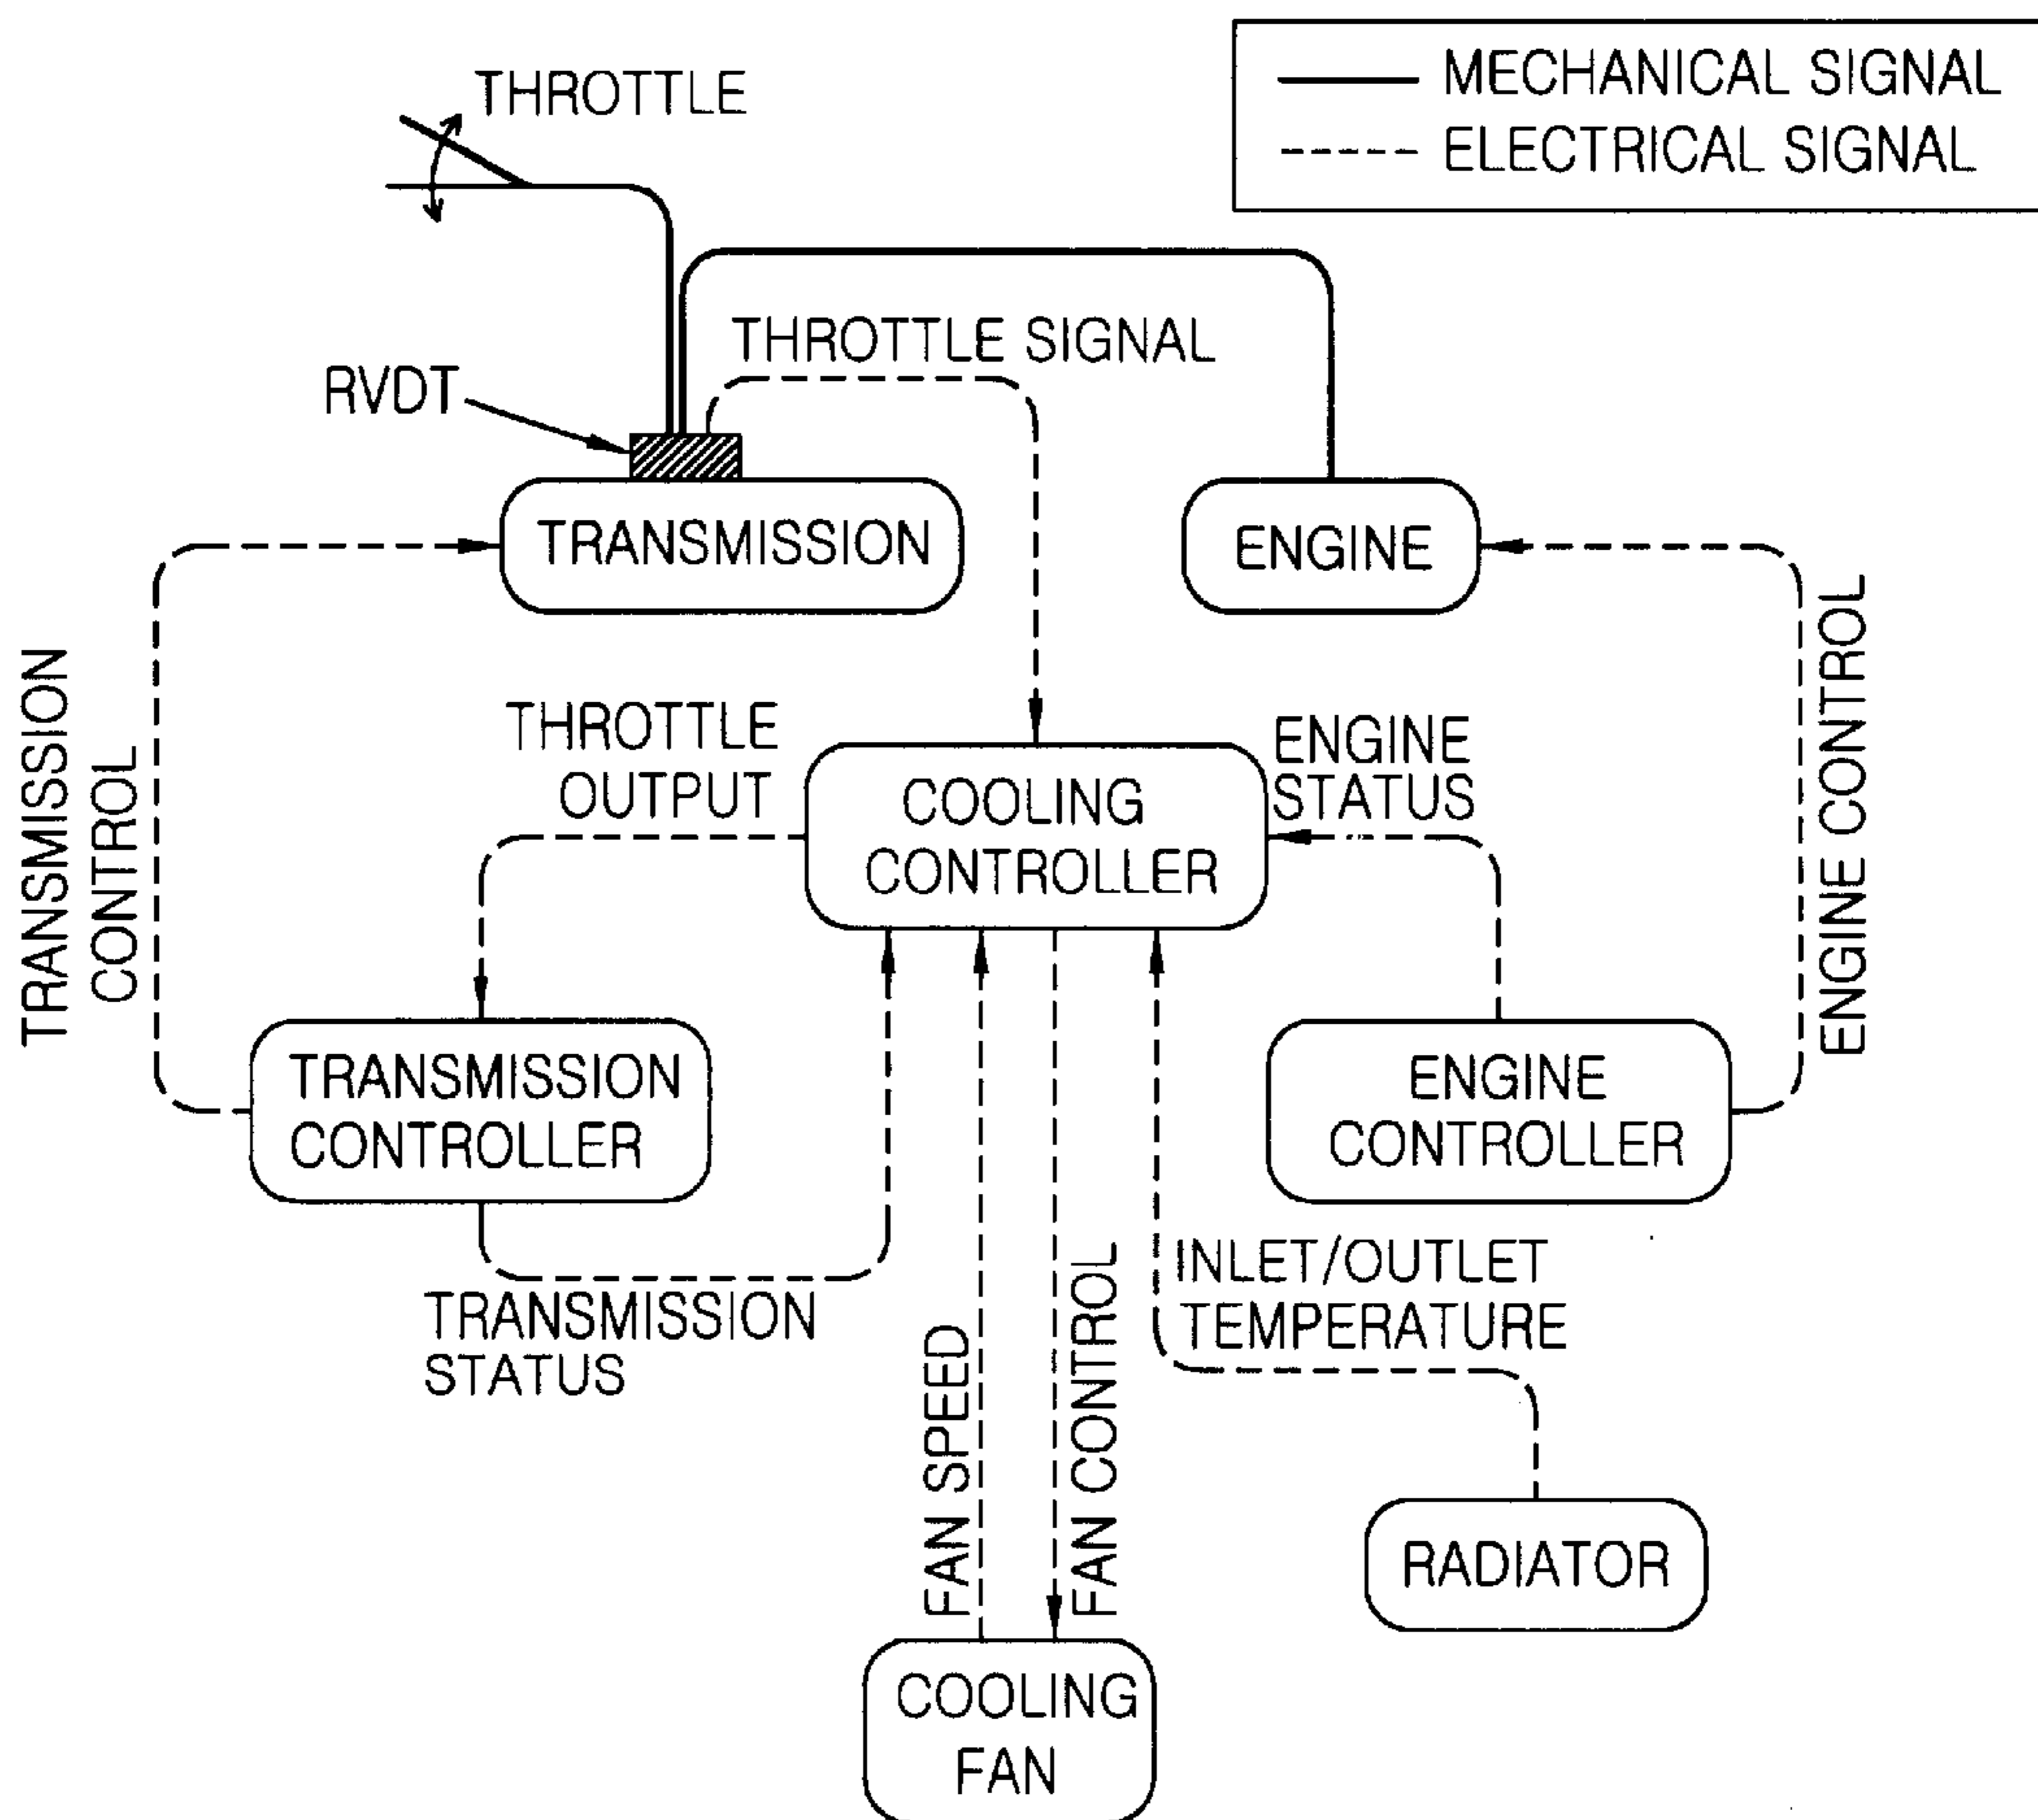 MECHANICAL SIGNAL
ELECTRICAL SIGNAL
THROTTLE
THROTTLE SIGNAL
RVDT
TRANSMISSION
ENGINE
TRANSMISSION
CONTROL
THROTTLE
OUTPUT
COOLING
CONTROLLER
ENGINE
STATUS
ENGINE CONTROL
TRANSMISSION
CONTROLLER
ENGINE
CONTROLLER
TRANSMISSION
STATUS
FAN SPEED
FAN CONTROL
INLET/OUTLET
TEMPERATURE
RADIATOR
COOLING
FAN